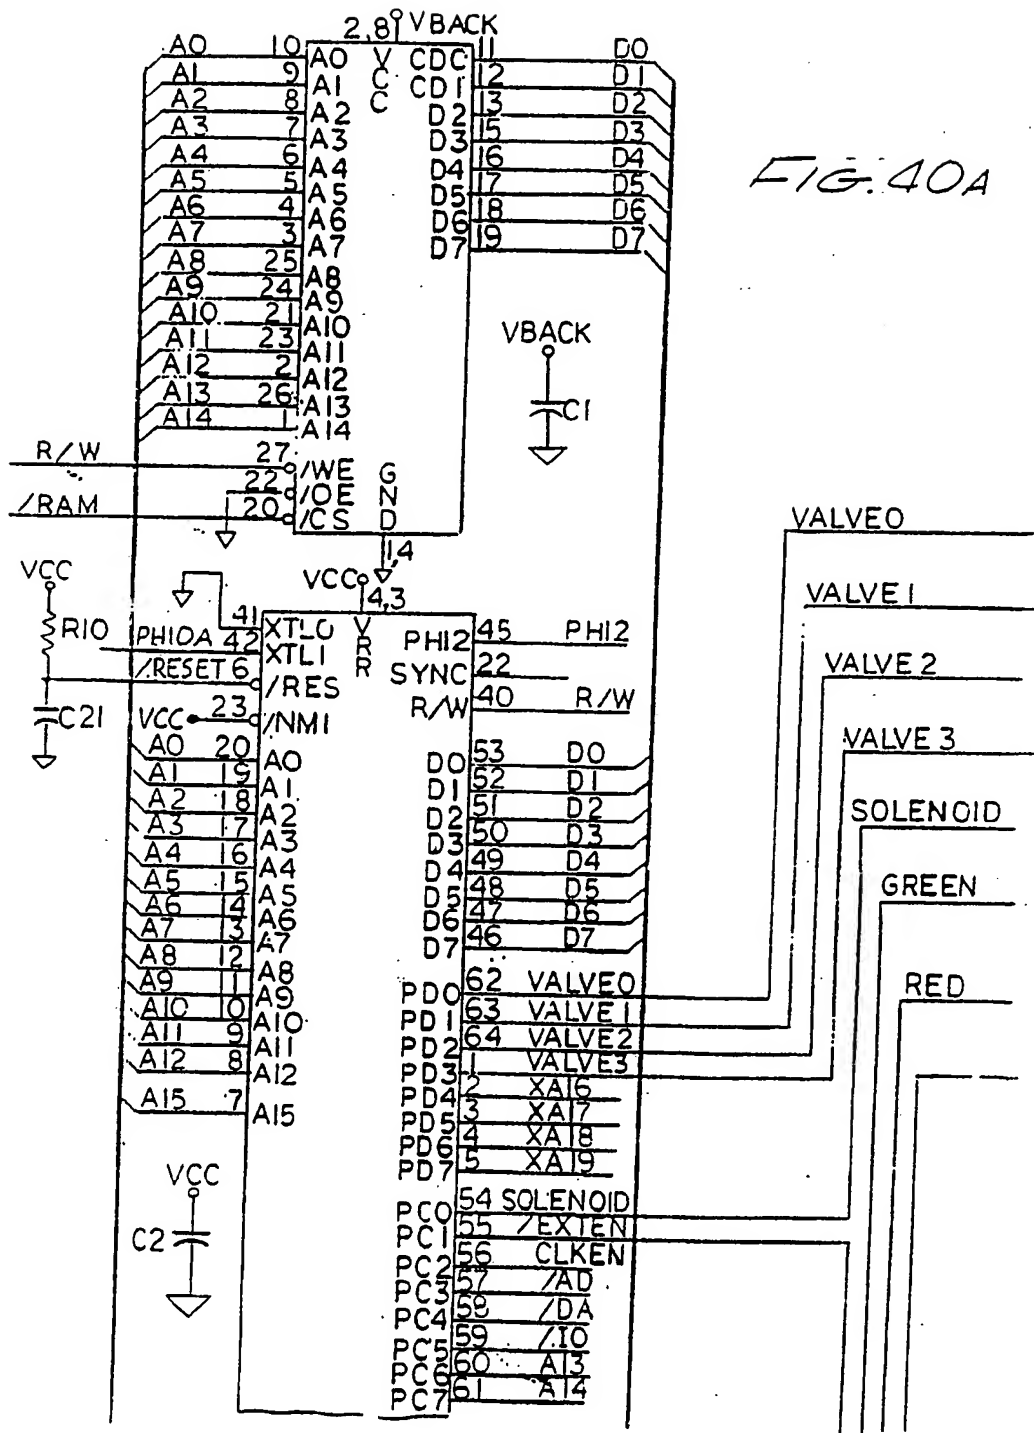 2,8 VBACK
A0 10 A0 V CDC 11 D0
A1 9 A1 C CD1 12 D1
A2 8 A2 C D2 13 D2
A3 7 A3 D3 15 D3
A4 6 A4 D4 16 D4
A5 5 A5 D5 17 D5
A6 4 A6 D6 18 D6
A7 3 A7 D7 19 D7
A8 25 A8
A9 24 A9
A10 21 A10
A11 23 A11
A12 2 A12
A13 26 A13
A14 1 A14
FIG. 40A
VBACK
C1
R/W 27 /WE G
22 /OE N
/RAM 20 /CS D
14
VCC 4,3
VCC
R10
C21
41 XTLO V PHI2 45 PHI2
PHI0A 42 XTLI R SYNC 22
/RESET 6 /RES R R/W 40 R/W
VCC 23 /NMI
A0 20 A0 D0 53 D0
A1 19 A1 D1 52 D1
A2 18 A2 D2 51 D2
A3 17 A3 D3 50 D3
A4 16 A4 D4 49 D4
A5 15 A5 D5 48 D5
A6 14 A6 D6 47 D6
A7 13 A7 D7 46 D7
A8 12 A8
A9 11 A9
A10 10 A10
A11 9 A11
A12 8 A12
A15 7 A15
PD0 62 VALVE0
PD1 63 VALVE1
PD2 64 VALVE2
PD3 1 VALVE3
PD4 2 XA16
PD5 3 XA17
PD6 4 XA18
PD7 5 XA19
VCC
C2
PC0 54 SOLENOID
PC1 55 /EXTEN
PC2 56 CLKEN
PC3 57 /AD
PC4 58 /DA
PC5 59 /IO
PC6 60 A13
PC7 61 A14
VALVE0
VALVE1
VALVE2
VALVE3
SOLENOID
GREEN
RED